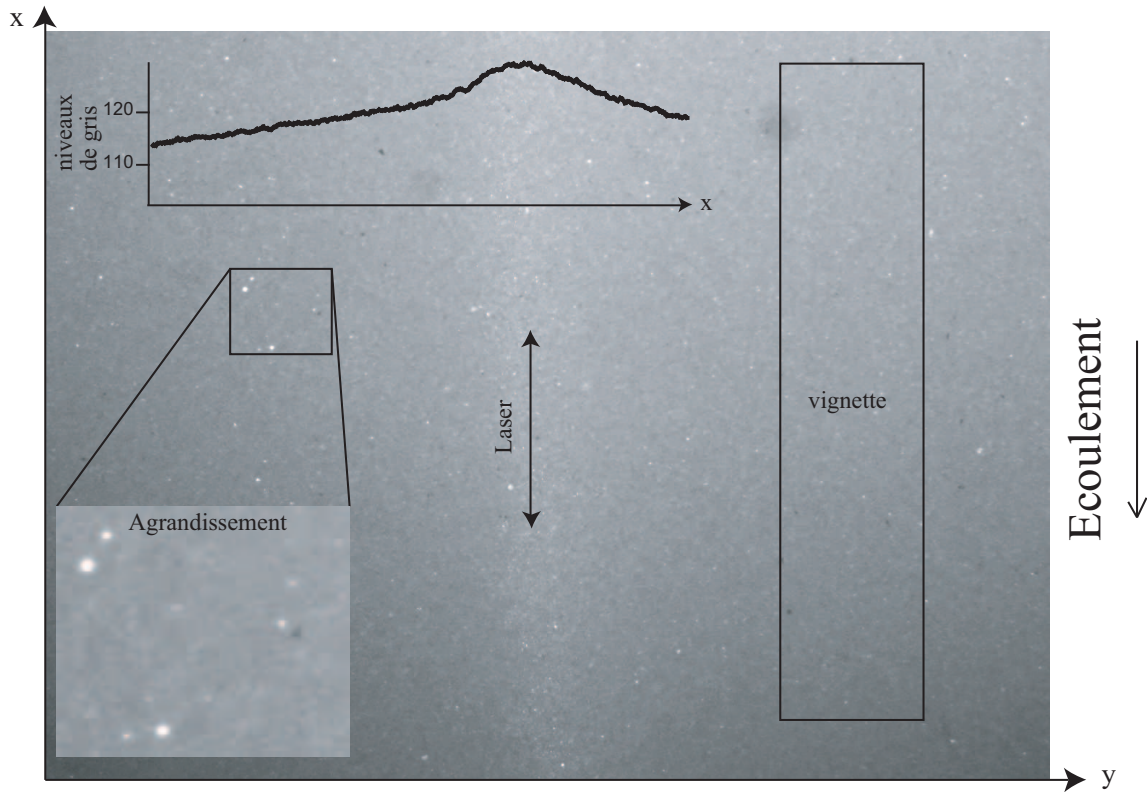 x
niveaux
de gris
120
110
x
Laser
vignette
Ecoulement
Agrandissement
y